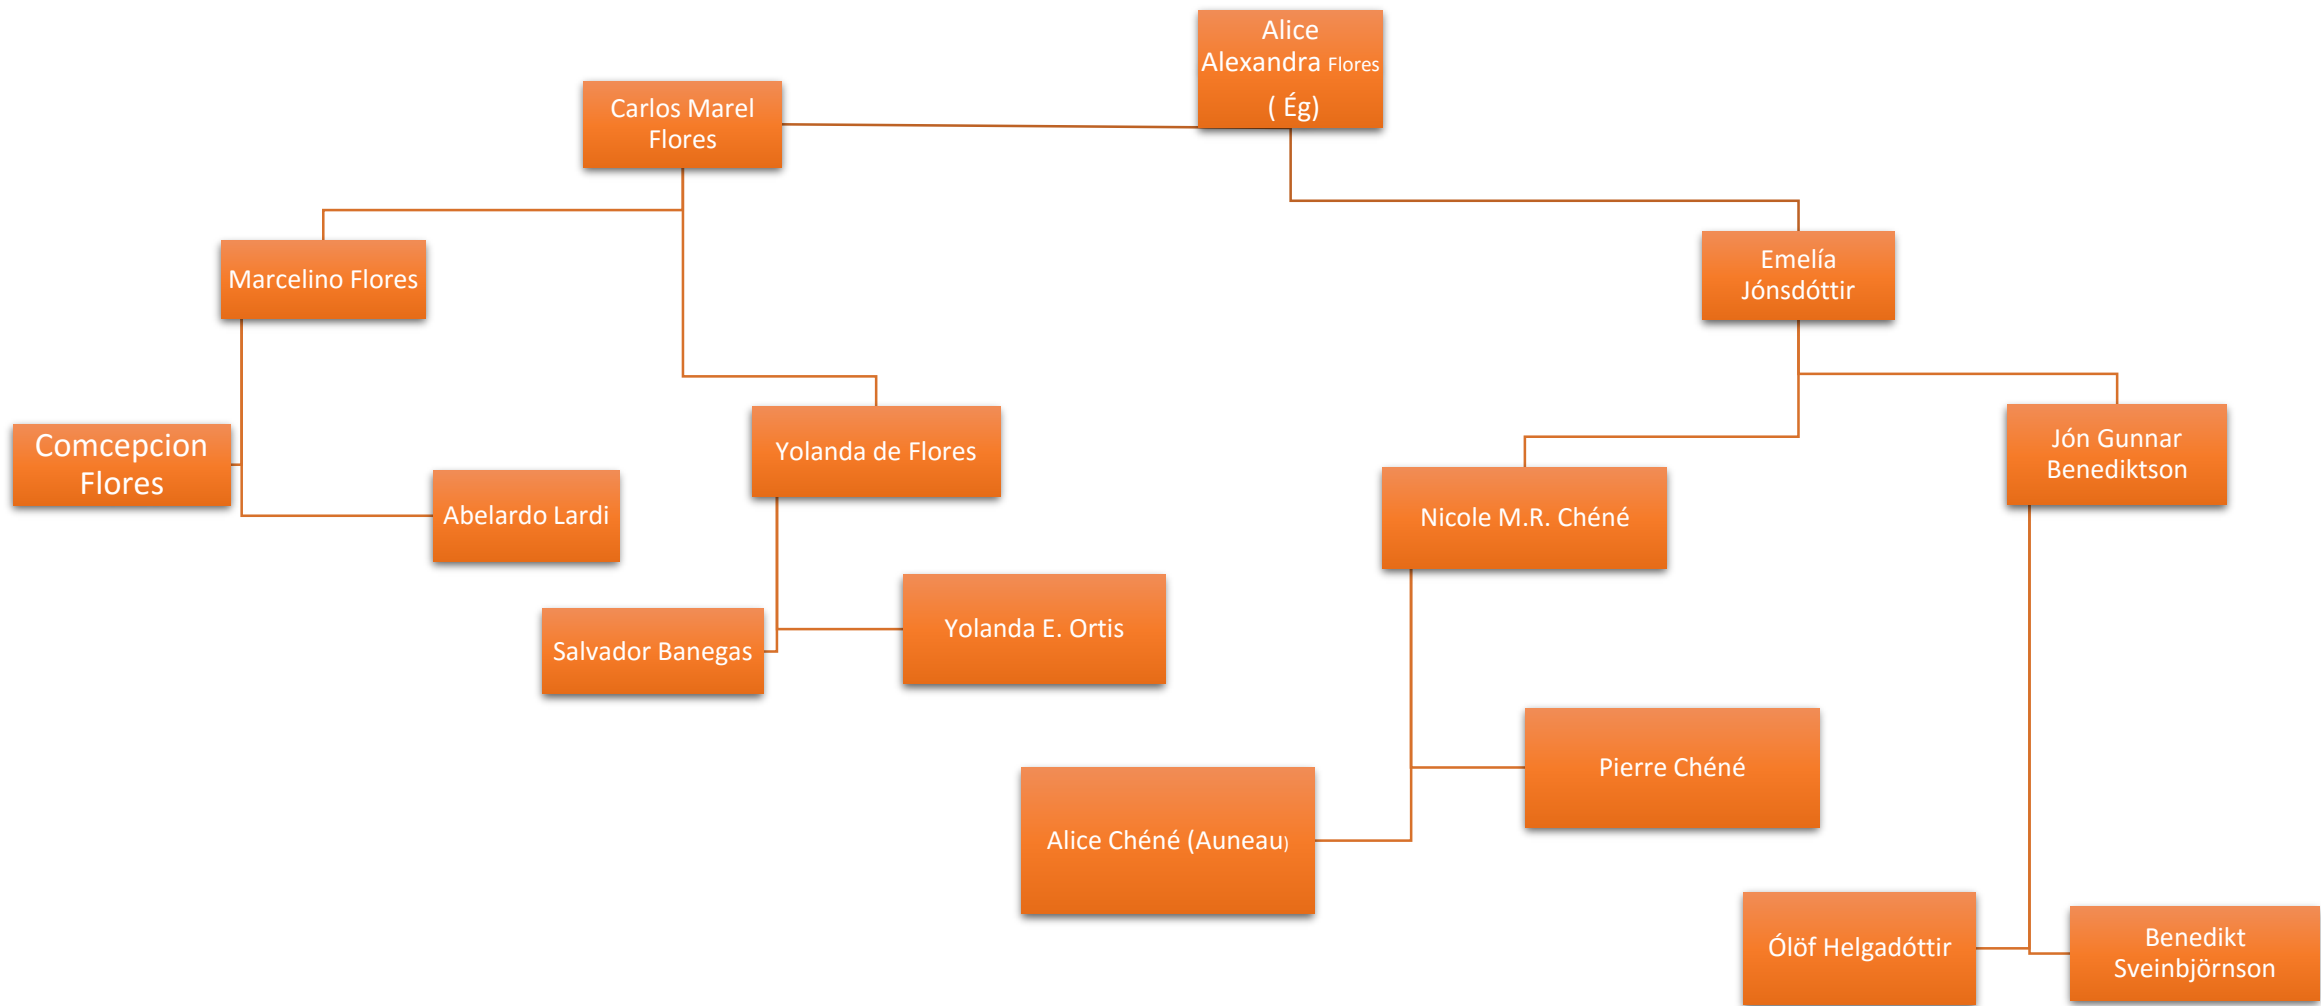 Alice
Alexandra Flores
( Ég)
Carlos Marel
Flores
Marcelino Flores
Emelía
Jónsdóttir
Comcepcion
Flores
Yolanda de Flores
Jón Gunnar
Benediktson
Abelardo Lardi
Nicole M.R. Chéné
Salvador Banegas
Yolanda E. Ortis
Pierre Chéné
Alice Chéné (Auneau)
Ólöf Helgadóttir
Benedikt
Sveinbjörnson